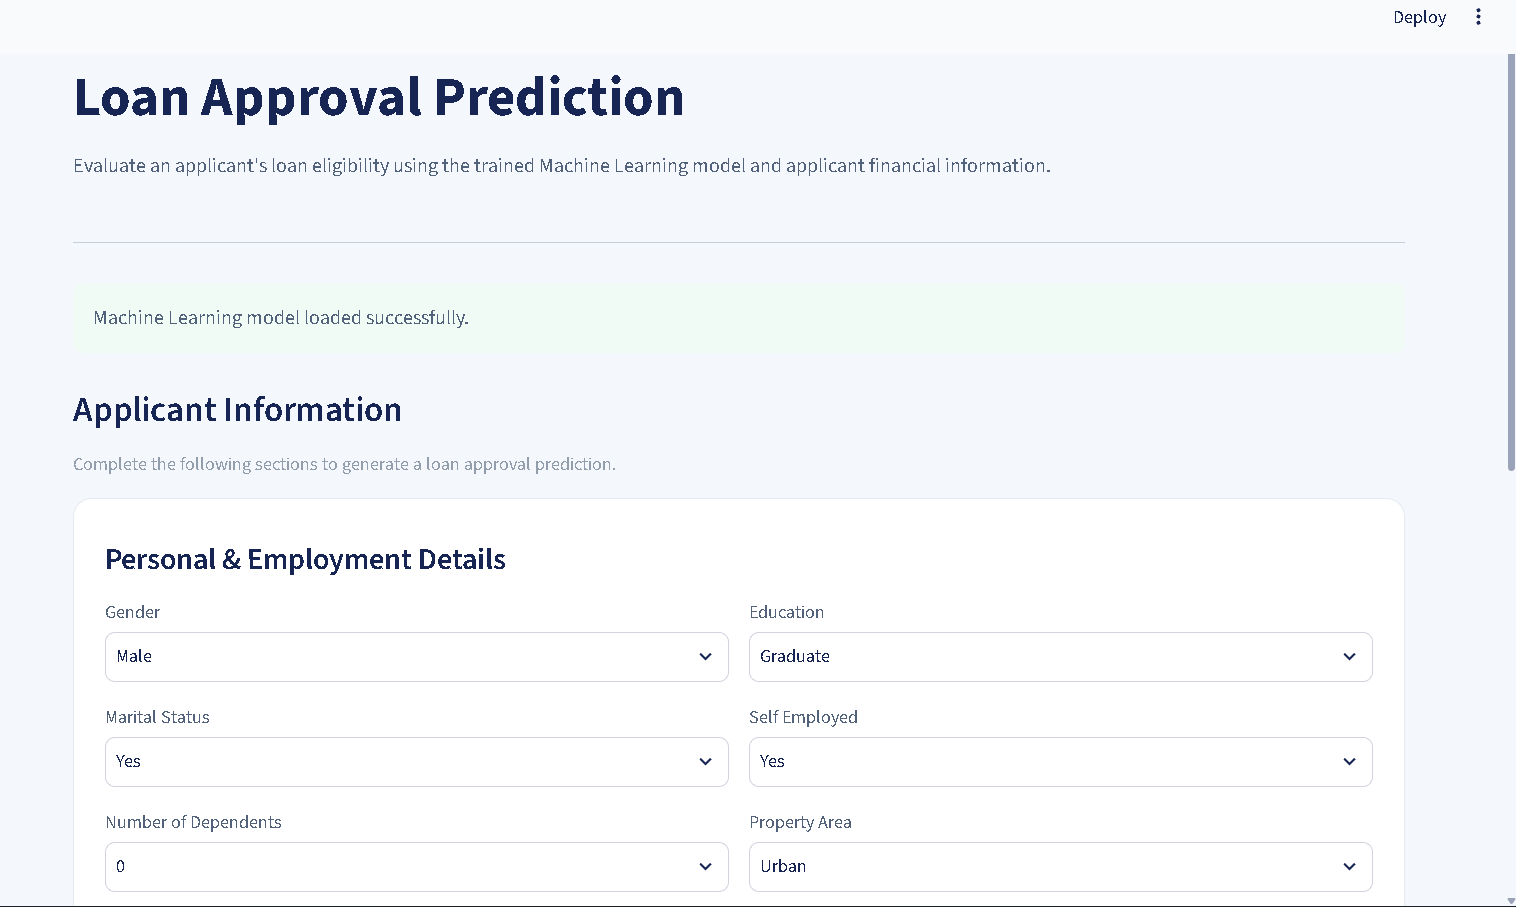 Deploy
Loan Approval Prediction
Evaluate an applicant's loan eligibility using the trained Machine Learning model and applicant financial information.
Machine Learning model loaded successfully.
Applicant Information
Complete the following sections to generate a loan approval prediction.
Personal & Employment Details
Gender
Male
Education
Graduate
Marital Status
Yes
Self Employed
Yes
Number of Dependents
0
Property Area
Urban